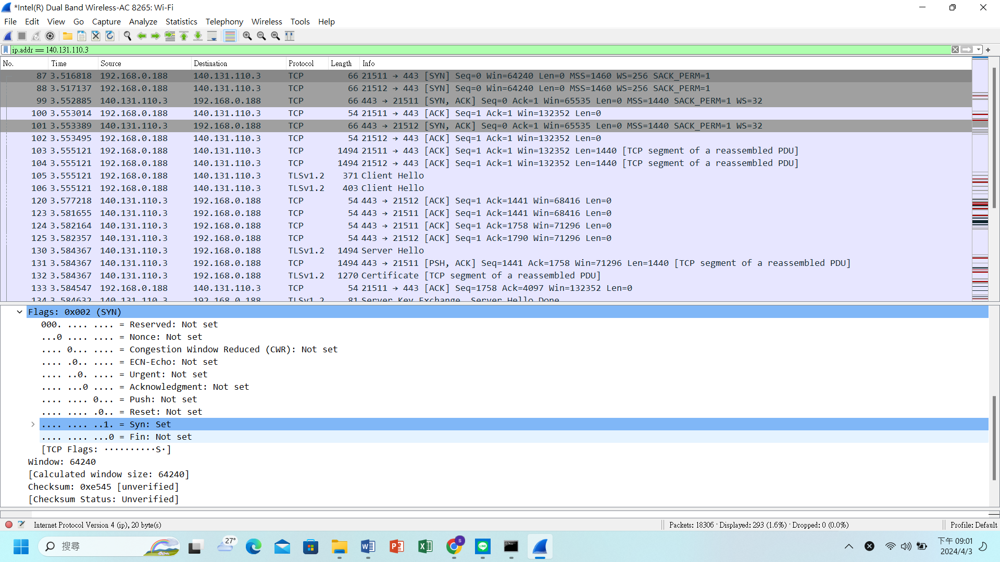 *Intel(R) Dual Band Wireless-AC 8265: Wi-Fi
File Edit View Go Capture Analyze Statistics Telephony Wireless Tools Help
ip.addr == 140.131.110.3
No. Time Source Destination Protocol Length Info
87 3.516818 192.168.0.188 140.131.110.3 TCP 66 21511 → 443 [SYN] Seq=0 Win=64240 Len=0 MSS=1460 WS=256 SACK_PERM=1
88 3.517137 192.168.0.188 140.131.110.3 TCP 66 21512 → 443 [SYN] Seq=0 Win=64240 Len=0 MSS=1460 WS=256 SACK_PERM=1
99 3.552885 140.131.110.3 192.168.0.188 TCP 66 443 → 21511 [SYN, ACK] Seq=0 Ack=1 Win=65535 Len=0 MSS=1440 SACK_PERM=1 WS=32
100 3.553014 192.168.0.188 140.131.110.3 TCP 54 21511 → 443 [ACK] Seq=1 Ack=1 Win=132352 Len=0
101 3.553389 140.131.110.3 192.168.0.188 TCP 66 443 → 21512 [SYN, ACK] Seq=0 Ack=1 Win=65535 Len=0 MSS=1440 SACK_PERM=1 WS=32
102 3.553495 192.168.0.188 140.131.110.3 TCP 54 21512 → 443 [ACK] Seq=1 Ack=1 Win=132352 Len=0
103 3.555121 192.168.0.188 140.131.110.3 TCP 1494 21511 → 443 [ACK] Seq=1 Ack=1 Win=132352 Len=1440 [TCP segment of a reassembled PDU]
104 3.555121 192.168.0.188 140.131.110.3 TCP 1494 21512 → 443 [ACK] Seq=1 Ack=1 Win=132352 Len=1440 [TCP segment of a reassembled PDU]
105 3.555121 192.168.0.188 140.131.110.3 TLSv1.2 371 Client Hello
106 3.555121 192.168.0.188 140.131.110.3 TLSv1.2 403 Client Hello
120 3.577218 140.131.110.3 192.168.0.188 TCP 54 443 → 21512 [ACK] Seq=1 Ack=1441 Win=68416 Len=0
123 3.581655 140.131.110.3 192.168.0.188 TCP 54 443 → 21511 [ACK] Seq=1 Ack=1441 Win=68416 Len=0
124 3.582164 140.131.110.3 192.168.0.188 TCP 54 443 → 21511 [ACK] Seq=1 Ack=1758 Win=71296 Len=0
125 3.582357 140.131.110.3 192.168.0.188 TCP 54 443 → 21512 [ACK] Seq=1 Ack=1790 Win=71296 Len=0
130 3.584367 140.131.110.3 192.168.0.188 TLSv1.2 1494 Server Hello
131 3.584367 140.131.110.3 192.168.0.188 TCP 1494 443 → 21511 [PSH, ACK] Seq=1441 Ack=1758 Win=71296 Len=1440 [TCP segment of a reassembled PDU]
132 3.584367 140.131.110.3 192.168.0.188 TLSv1.2 1270 Certificate [TCP segment of a reassembled PDU]
133 3.584547 192.168.0.188 140.131.110.3 TCP 54 21511 → 443 [ACK] Seq=1758 Ack=4097 Win=132352 Len=0
134 3.584632 140.131.110.3 192.168.0.188 TLSv1.2 81 Server Key Exchange, Server Hello Done
Flags: 0x002 (SYN)
000. .... .... = Reserved: Not set
...0 .... .... = Nonce: Not set
.... 0... .... = Congestion Window Reduced (CWR): Not set
.... .0.. .... = ECN-Echo: Not set
.... ..0. .... = Urgent: Not set
.... ...0 .... = Acknowledgment: Not set
.... .... 0... = Push: Not set
.... .... .0.. = Reset: Not set
.... .... ..1. = Syn: Set
.... .... ...0 = Fin: Not set
[TCP Flags: ··········S·]
Window: 64240
[Calculated window size: 64240]
Checksum: 0xe545 [unverified]
[Checksum Status: Unverified]
Internet Protocol Version 4 (ip), 20 byte(s)
Packets: 18306 · Displayed: 293 (1.6%) · Dropped: 0 (0.0%)
Profile: Default
搜尋
27°
S
LINE
下午 09:01
2024/4/3